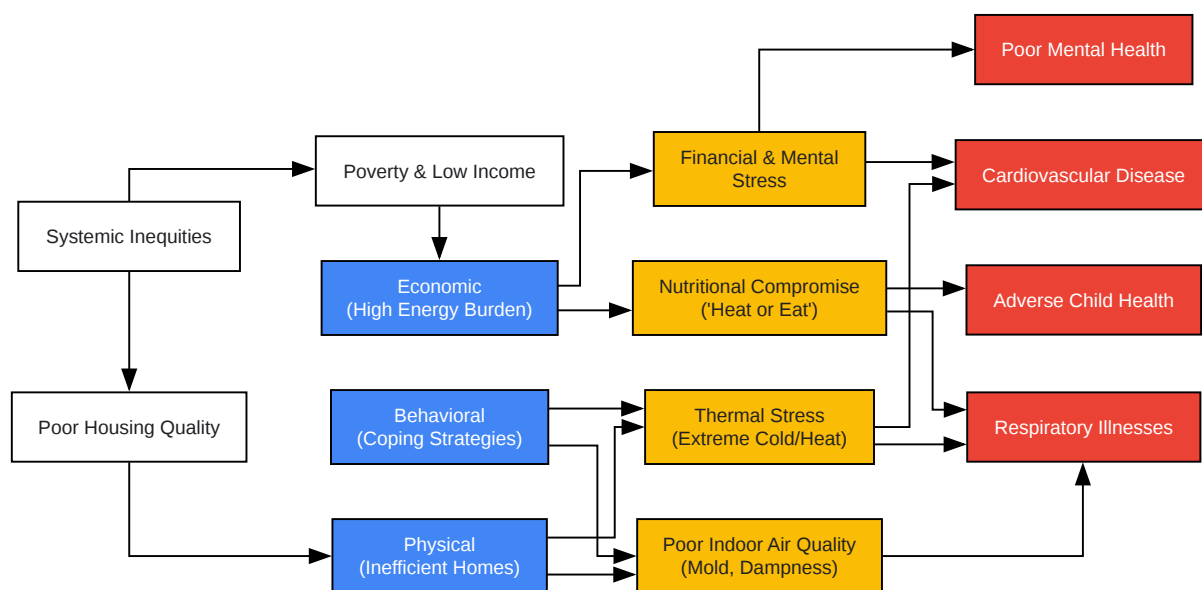 Poor Mental Health
Poverty & Low Income
Financial & Mental
Stress
Cardiovascular Disease
Systemic Inequities
Economic
(High Energy Burden)
Nutritional Compromise
('Heat or Eat')
Adverse Child Health
Poor Housing Quality
Behavioral
(Coping Strategies)
Thermal Stress
(Extreme Cold/Heat)
Respiratory Illnesses
Physical
(Inefficient Homes)
Poor Indoor Air Quality
(Mold, Dampness)